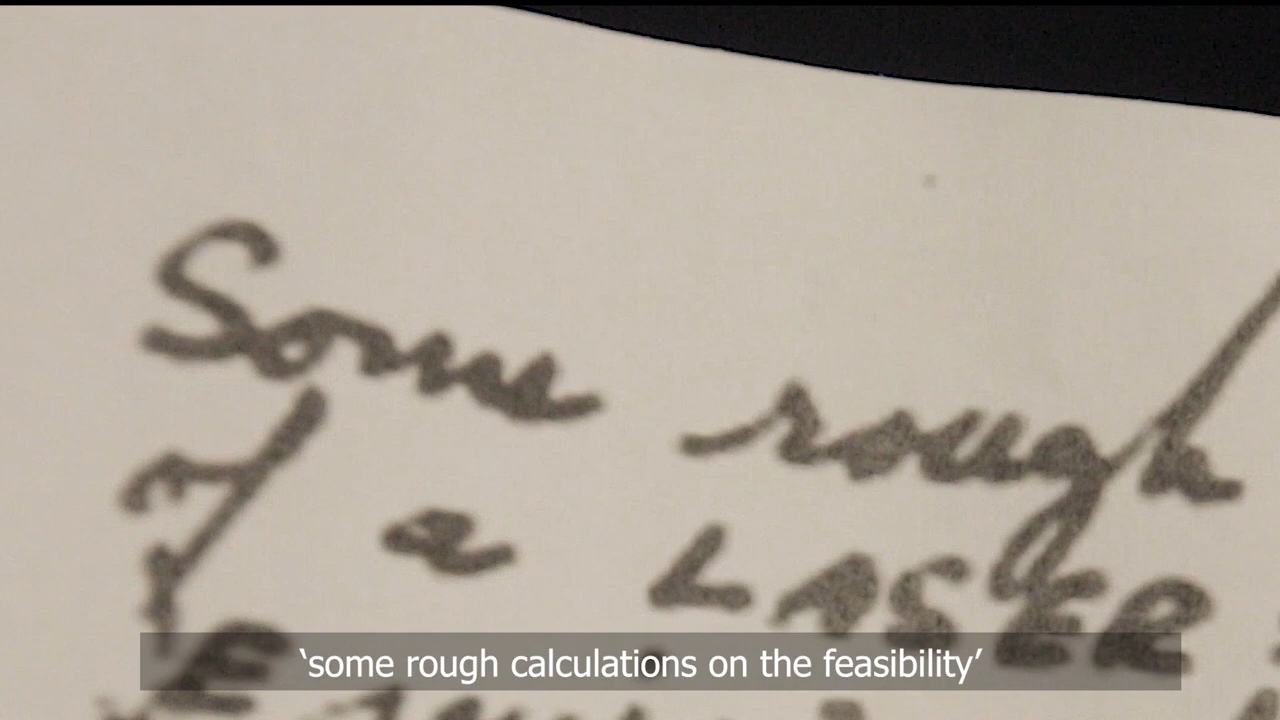 Some rough
of a LASER
‘some rough calculations on the feasibility’